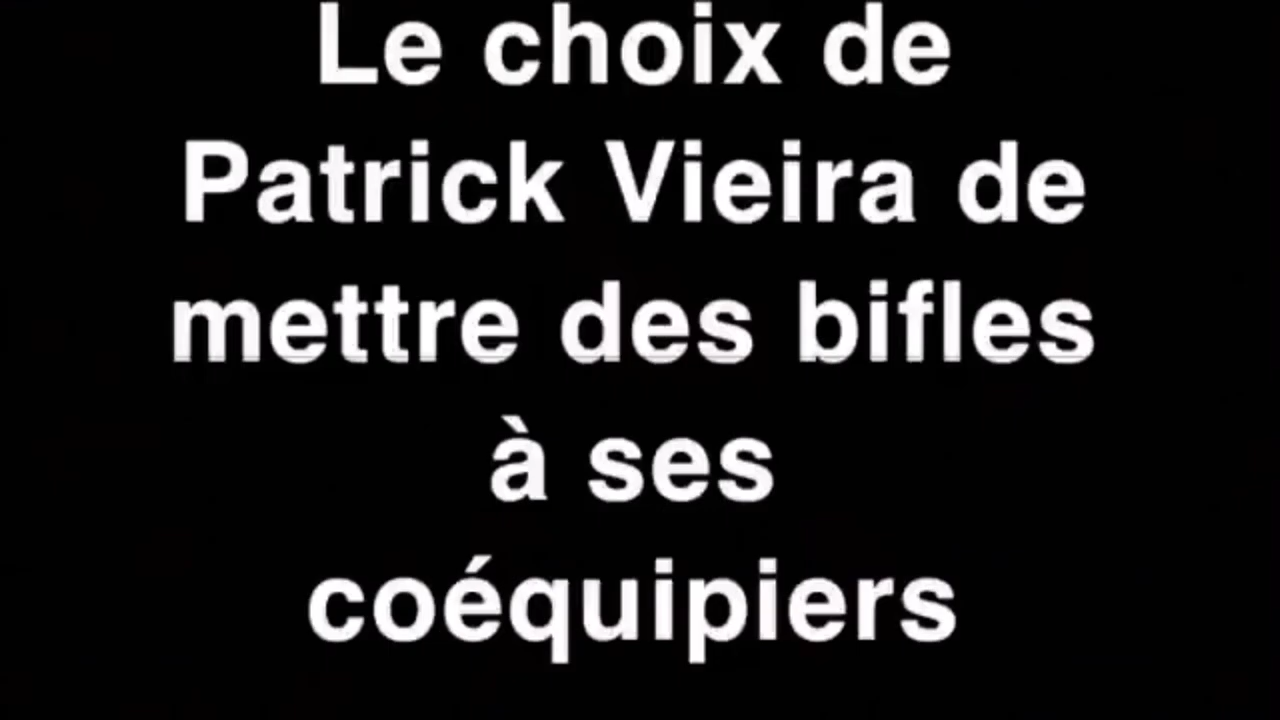 Le choix de
Patrick Vieira de
mettre des bifles
à ses
coéquipiers